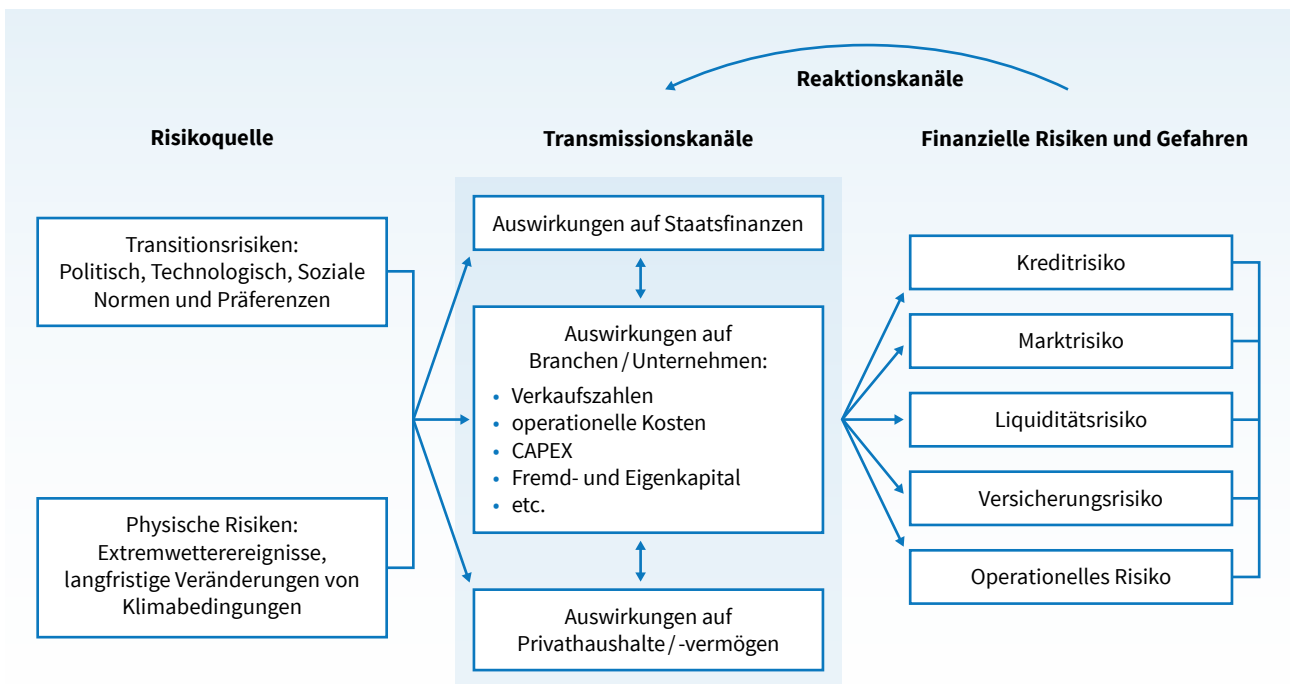 Reaktionskanäle
Risikoquelle
Transmissionskanäle
Finanzielle Risiken und Gefahren
Transitionsrisiken:
Politisch, Technologisch, Soziale
Normen und Präferenzen
Physische Risiken:
Extremwetterereignisse,
langfristige Veränderungen von
Klimabedingungen
Auswirkungen auf Staatsfinanzen
Auswirkungen auf
Branchen / Unternehmen:
• Verkaufszahlen
• operationelle Kosten
• CAPEX
• Fremd- und Eigenkapital
• etc.
Auswirkungen auf
Privathaushalte / -vermögen
Kreditrisiko
Marktrisiko
Liquiditätsrisiko
Versicherungsrisiko
Operationelles Risiko